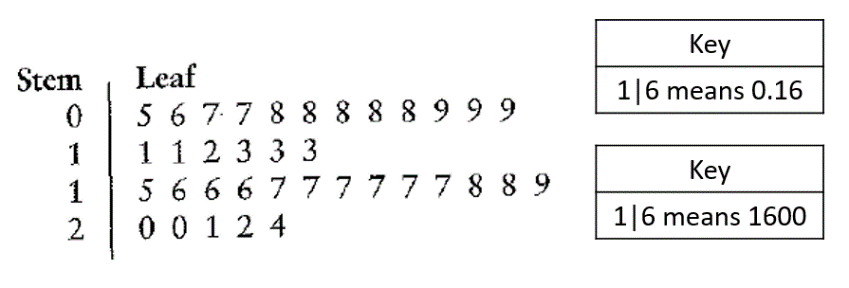 Stem Leaf
0 5 6 7 7 8 8 8 8 8 9 9 9
1 1 1 2 3 3 3
1 5 6 6 6 7 7 7 7 7 7 8 8 9
2 0 0 1 2 4
Key
1|6 means 0.16
Key
1|6 means 1600